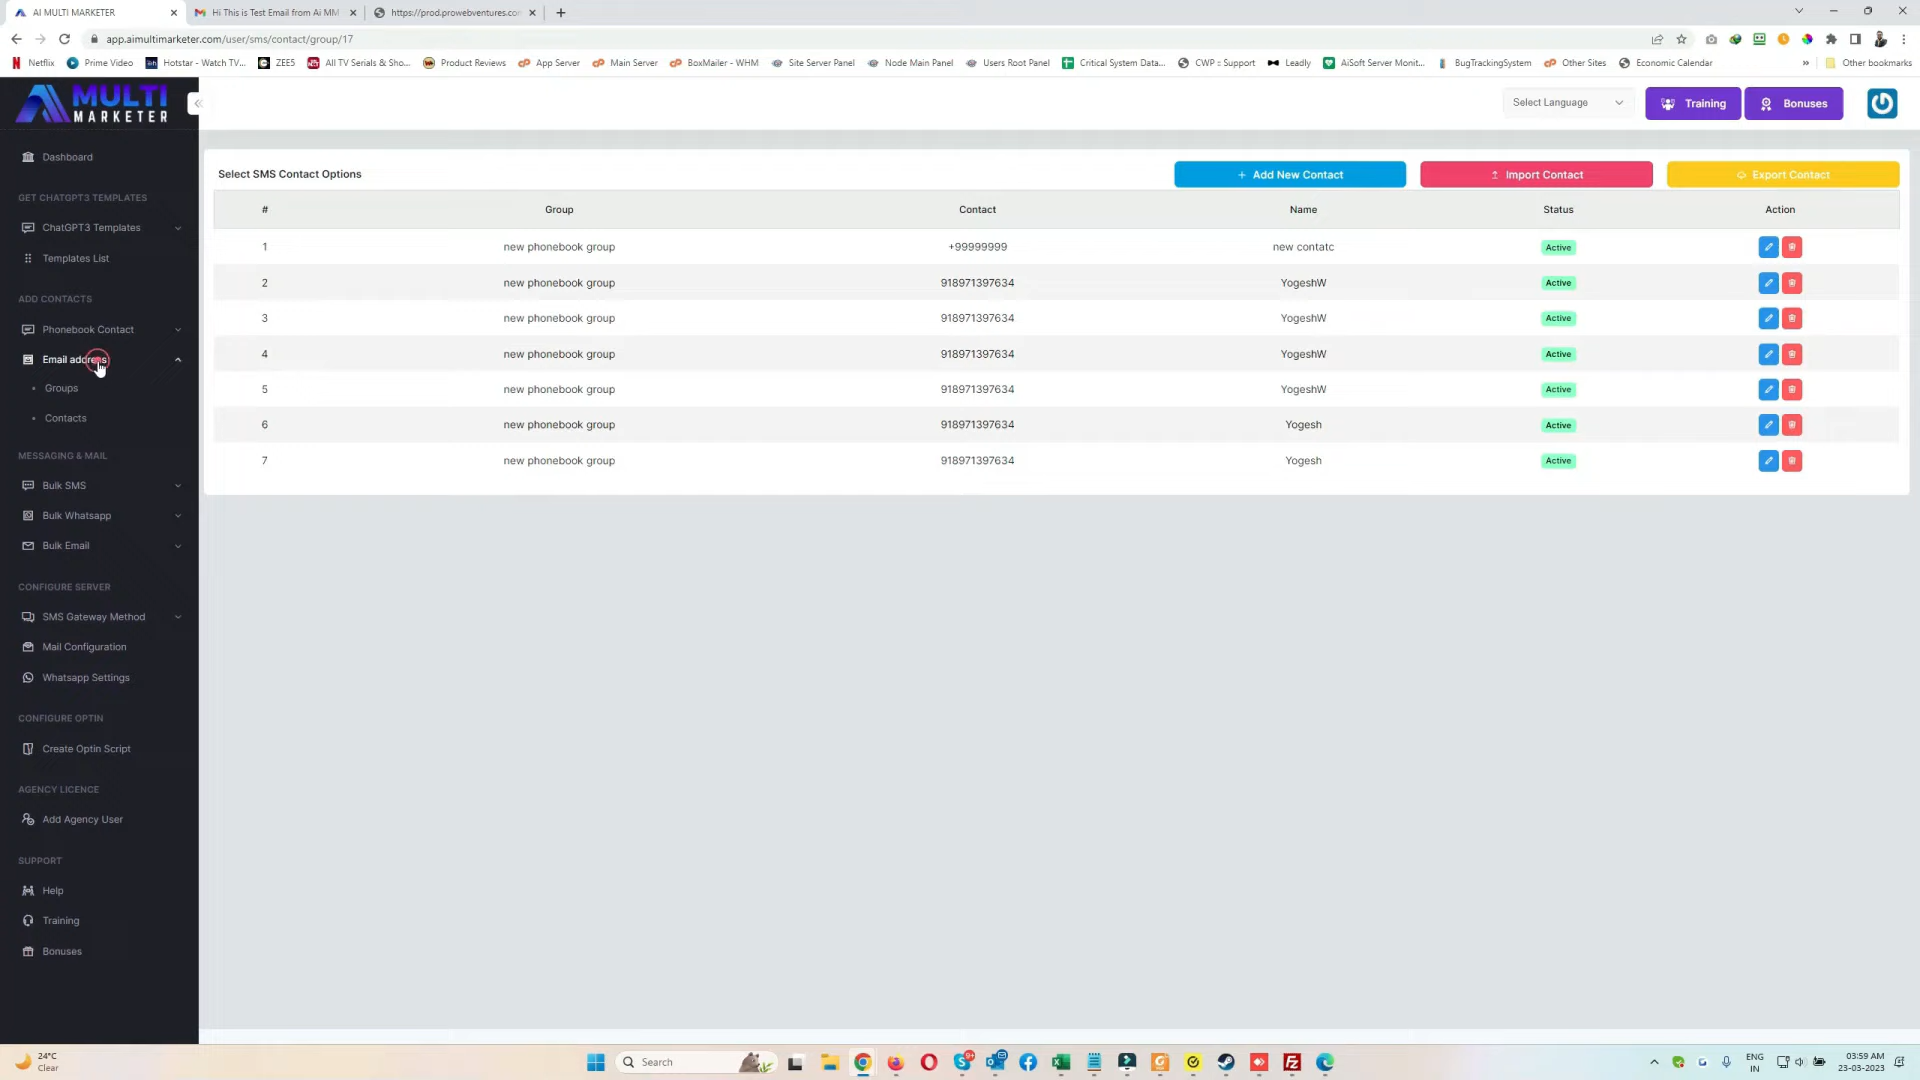 AI MULTI MARKETER
Hi This is Test Email from Ai MM
https://prod.prowebventures.co
app.aimultimarketer.com/user/sms/contact/group/17
Netflix
Prime Video
Hotstar - Watch TV...
ZEE5
All TV Serials & Sho...
Product Reviews
App Server
Main Server
BoxMailer - WHM
Site Server Panel
Node Main Panel
Users Root Panel
Critical System Data...
CWP :: Support
Leadly
AiSoft Server Monit...
BugTrackingSystem
Other Sites
Economic Calendar
»
Other bookmarks
MULTI
MARKETER
Select Language
Training
Bonuses
Dashboard
GET CHATGPT3 TEMPLATES
ChatGPT3 Templates
Templates List
ADD CONTACTS
Phonebook Contact
Email address
Groups
Contacts
MESSAGING & MAIL
Bulk SMS
Bulk Whatsapp
Bulk Email
CONFIGURE SERVER
SMS Gateway Method
Mail Configuration
Whatsapp Settings
CONFIGURE OPTIN
Create Optin Script
AGENCY LICENCE
Add Agency User
SUPPORT
Help
Training
Bonuses
Select SMS Contact Options
+ Add New Contact
Import Contact
Export Contact
# Group Contact Name Status Action
1 new phonebook group +99999999 new contatc Active
2 new phonebook group 918971397634 YogeshW Active
3 new phonebook group 918971397634 YogeshW Active
4 new phonebook group 918971397634 YogeshW Active
5 new phonebook group 918971397634 YogeshW Active
6 new phonebook group 918971397634 Yogesh Active
7 new phonebook group 918971397634 Yogesh Active
24°C
Clear
Search
9+
ENG
IN
03:59 AM
23-03-2023